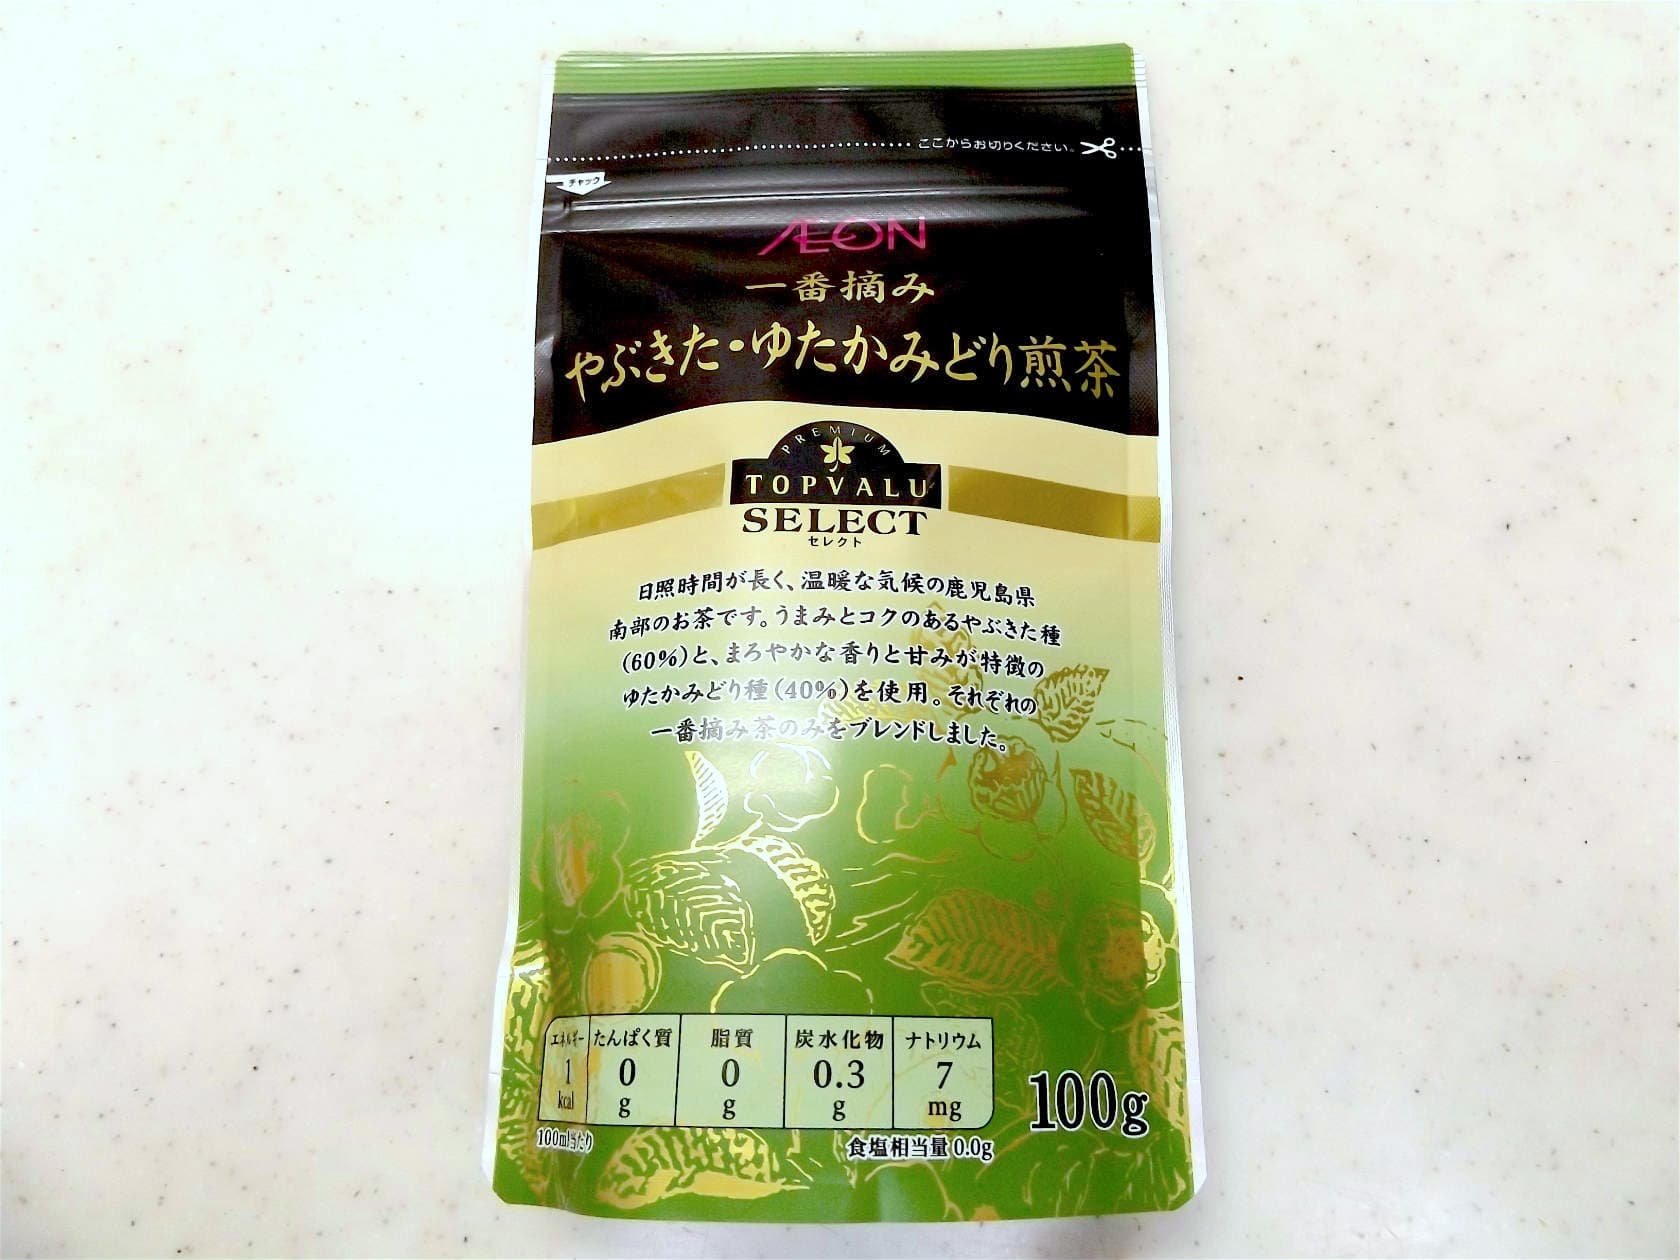 ここからお切りください。
チャック
ÆON
一番摘み
やぶきた・ゆたかみどり煎茶
PREMIUM
TOPVALU
SELECT
セレクト
日照時間が長く、温暖な気候の鹿児島県
南部のお茶です。うまみとコクのあるやぶきた種
(60%)と、まろやかな香りと甘みが特徴の
ゆたかみどり種(40%)を使用。それぞれの
一番摘み茶のみをブレンドしました。
エネルギー たんぱく質 脂質 炭水化物 ナトリウム
1 0 0 0.3 7
kcal g g g mg
100g
100ml当たり 食塩相当量 0.0g